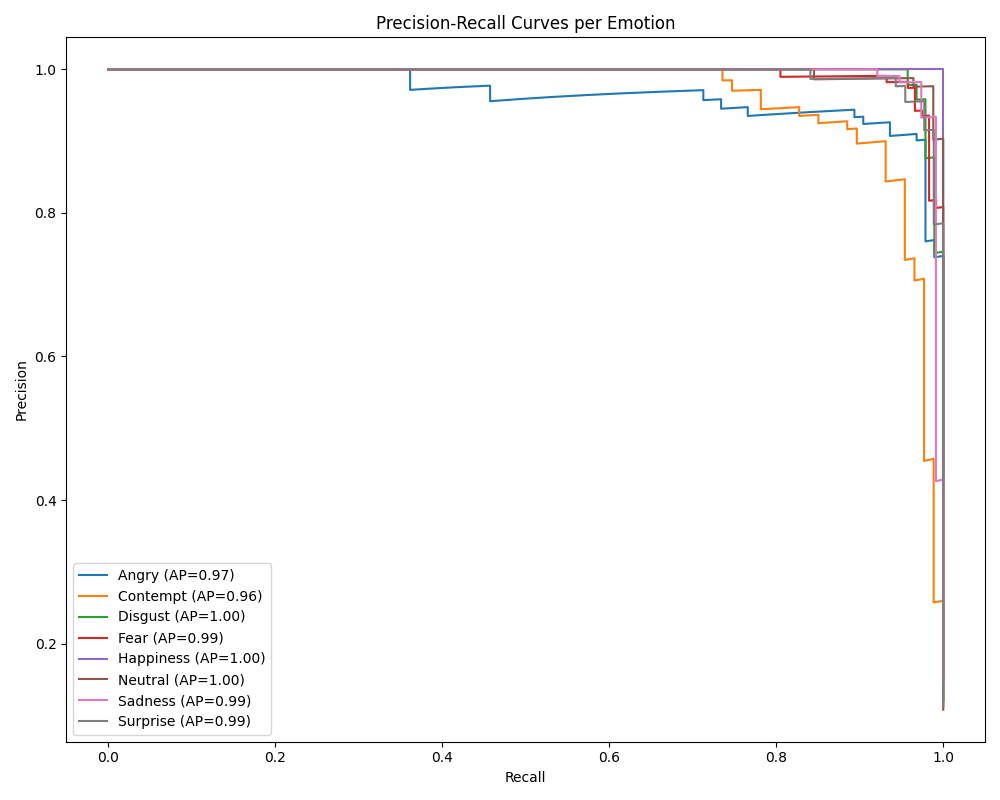 Precision-Recall Curves per Emotion
1.0
0.8
0.6
0.4
0.2
Precision
Angry (AP=0.97)
Contempt (AP=0.96)
Disgust (AP=1.00)
Fear (AP=0.99)
Happiness (AP=1.00)
Neutral (AP=1.00)
Sadness (AP=0.99)
Surprise (AP=0.99)
0.0 0.2 0.4 0.6 0.8 1.0
Recall